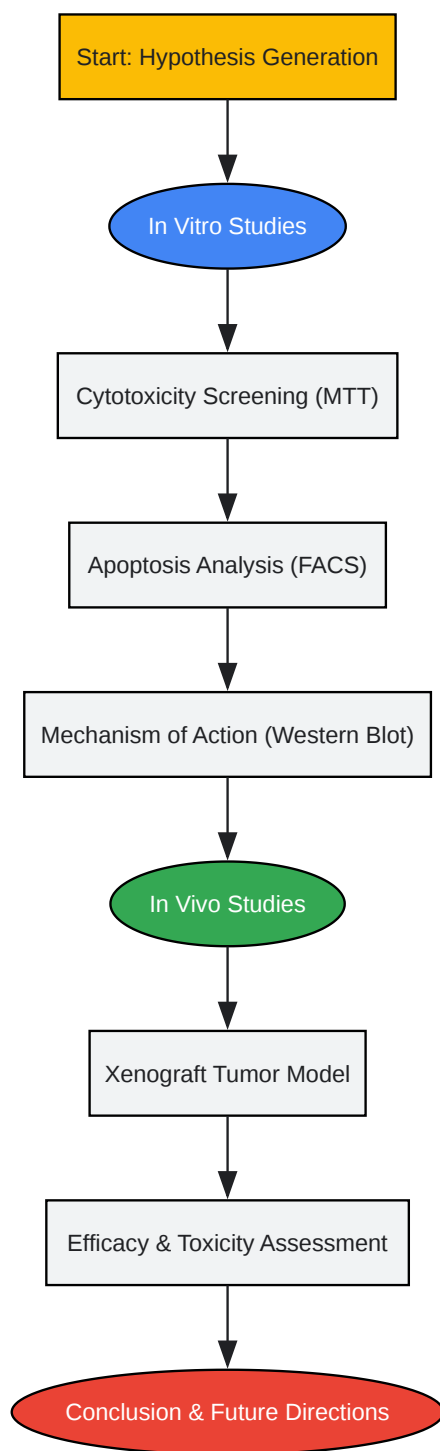 Start: Hypothesis Generation
In Vitro Studies
Cytotoxicity Screening (MTT)
Apoptosis Analysis (FACS)
Mechanism of Action (Western Blot)
In Vivo Studies
Xenograft Tumor Model
Efficacy & Toxicity Assessment
Conclusion & Future Directions